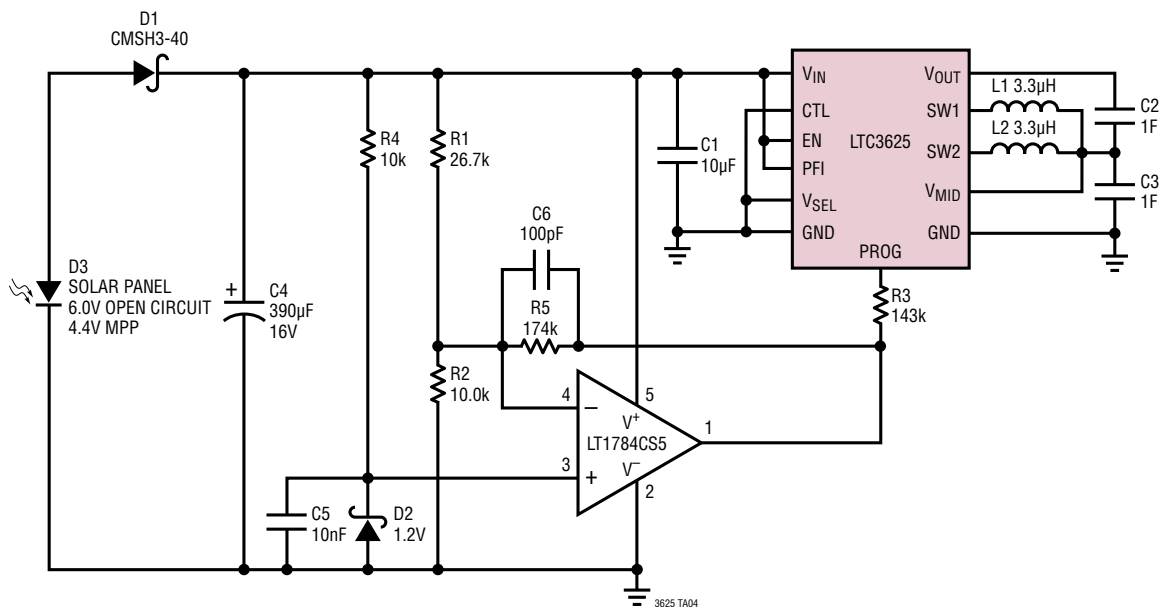 D1
CMSH3-40
D3
SOLAR PANEL
6.0V OPEN CIRCUIT
4.4V MPP
+
C4
390µF
16V
R4
10k
R1
26.7k
R2
10.0k
C5
10nF
D2
1.2V
C6
100pF
R5
174k
4
–
3
+
V+
5
LT1784CS5
V–
2
1
C1
10µF
VIN
CTL
EN
PFI
VSEL
GND
LTC3625
PROG
VOUT
SW1
SW2
VMID
GND
L1 3.3µH
L2 3.3µH
C2
1F
C3
1F
R3
143k
3625 TA04